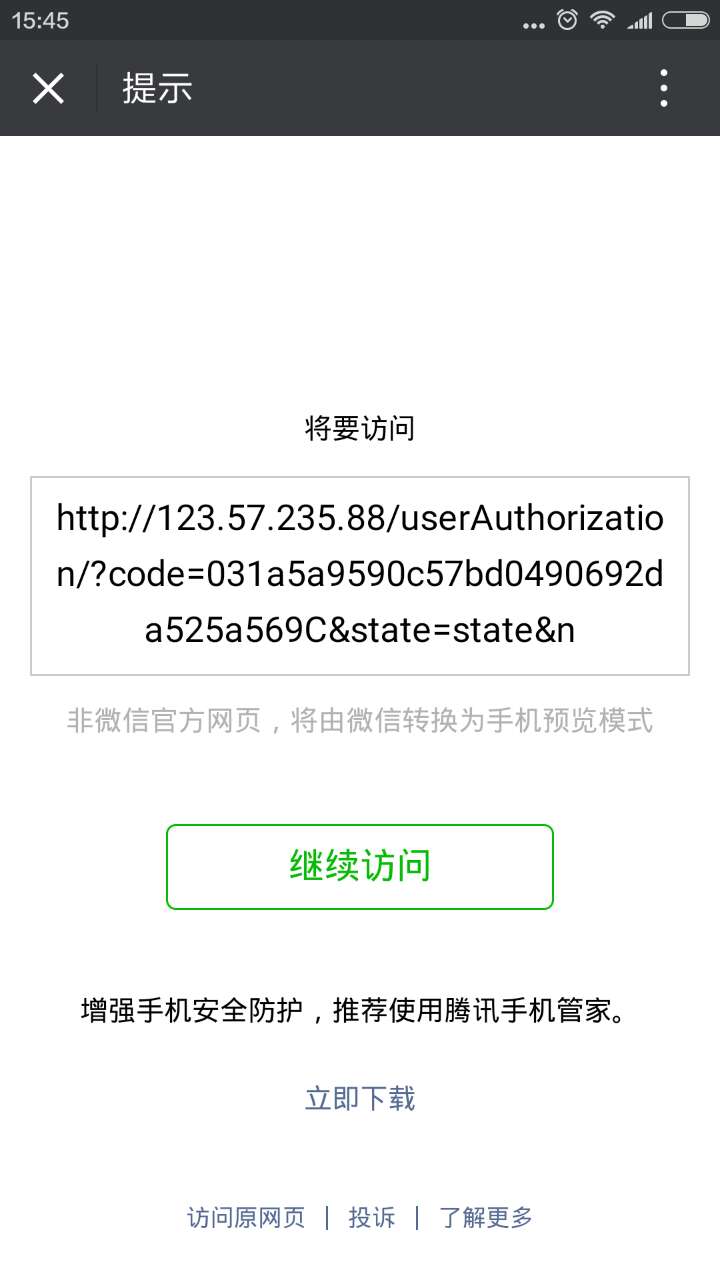 15:45
提示
将要访问
http://123.57.235.88/userAuthorizatio
n/?code=031a5a9590c57bd0490692d
a525a569C&state=state&n
非微信官方网页，将由微信转换为手机预览模式
继续访问
增强手机安全防护，推荐使用腾讯手机管家。
立即下载
访问原网页 | 投诉 | 了解更多